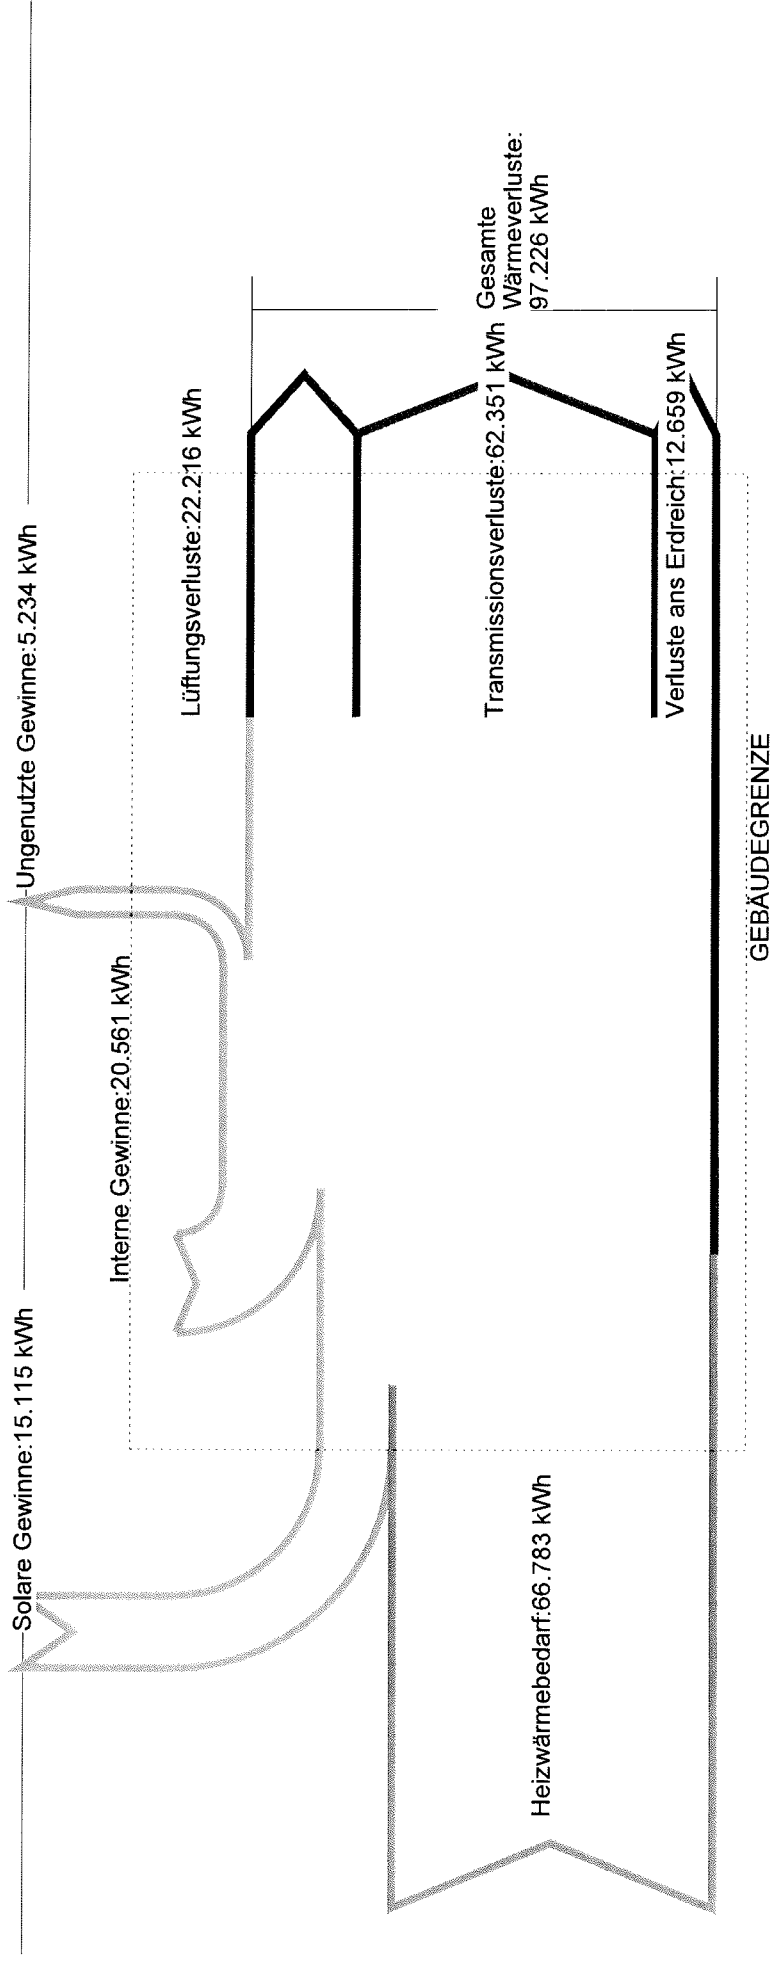 Solare Gewinne:15.115 kWh
Ungenutzte Gewinne:5.234 kWh
Interne Gewinne:20.561 kWh
Lüftungsverluste:22.216 kWh
Gesamte
Wärmeverluste:
97.226 kWh
Transmissionsverluste:62.351 kWh
Heizwärmebedarf:66.783 kWh
Verluste ans Erdreich:12.659 kWh
GEBÄUDEGRENZE